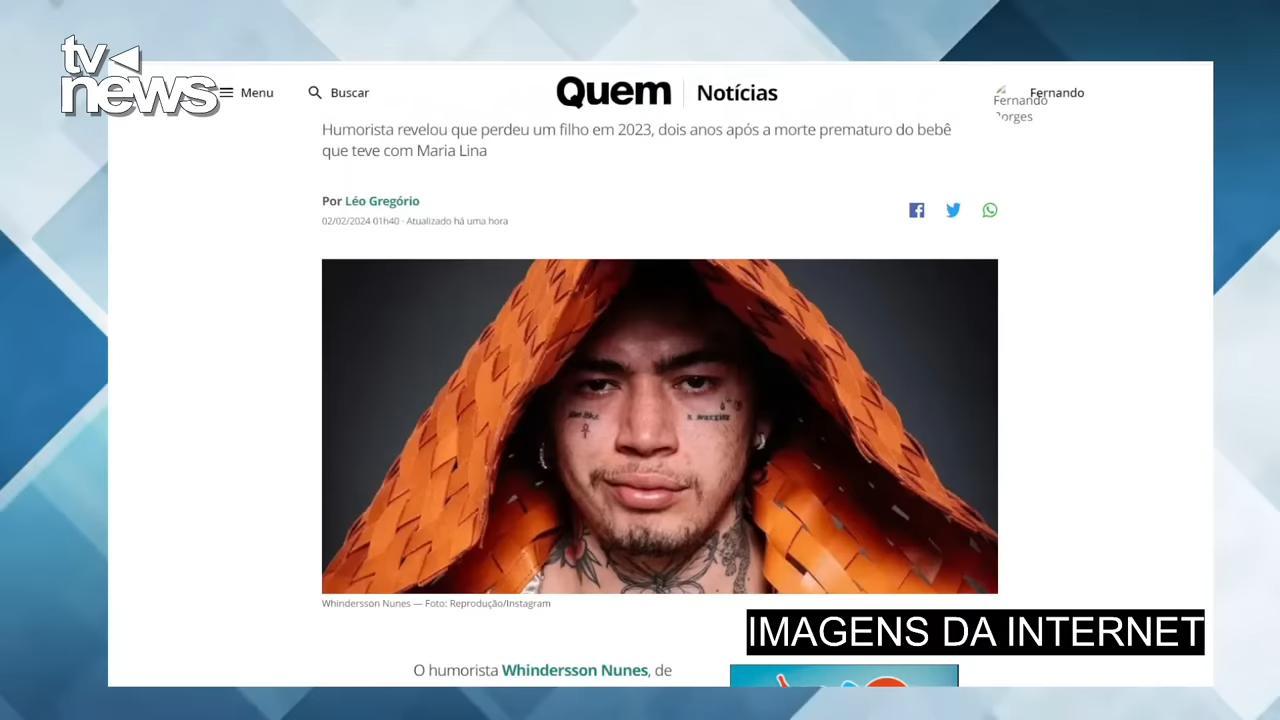 tv
news
Menu
Buscar
Quem
Notícias
Fernando
Fernando
Borges
Humorista revelou que perdeu um filho em 2023, dois anos após a morte prematuro do bebê
que teve com Maria Lina
Por Léo Gregório
02/02/2024 01h40 · Atualizado há uma hora
Whindersson Nunes — Foto: Reprodução/Instagram
IMAGENS DA INTERNET
O humorista Whindersson Nunes, de